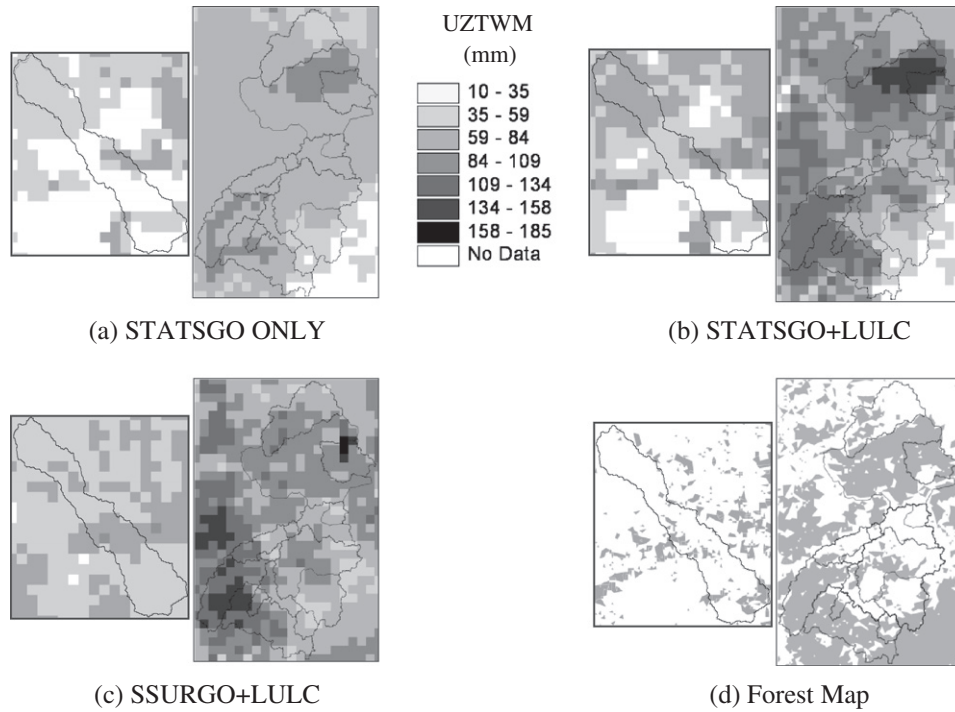 UZTWM
(mm)
10 - 35
35 - 59
59 - 84
84 - 109
109 - 134
134 - 158
158 - 185
No Data
(a) STATSGO ONLY
(b) STATSGO+LULC
(c) SSURGO+LULC
(d) Forest Map